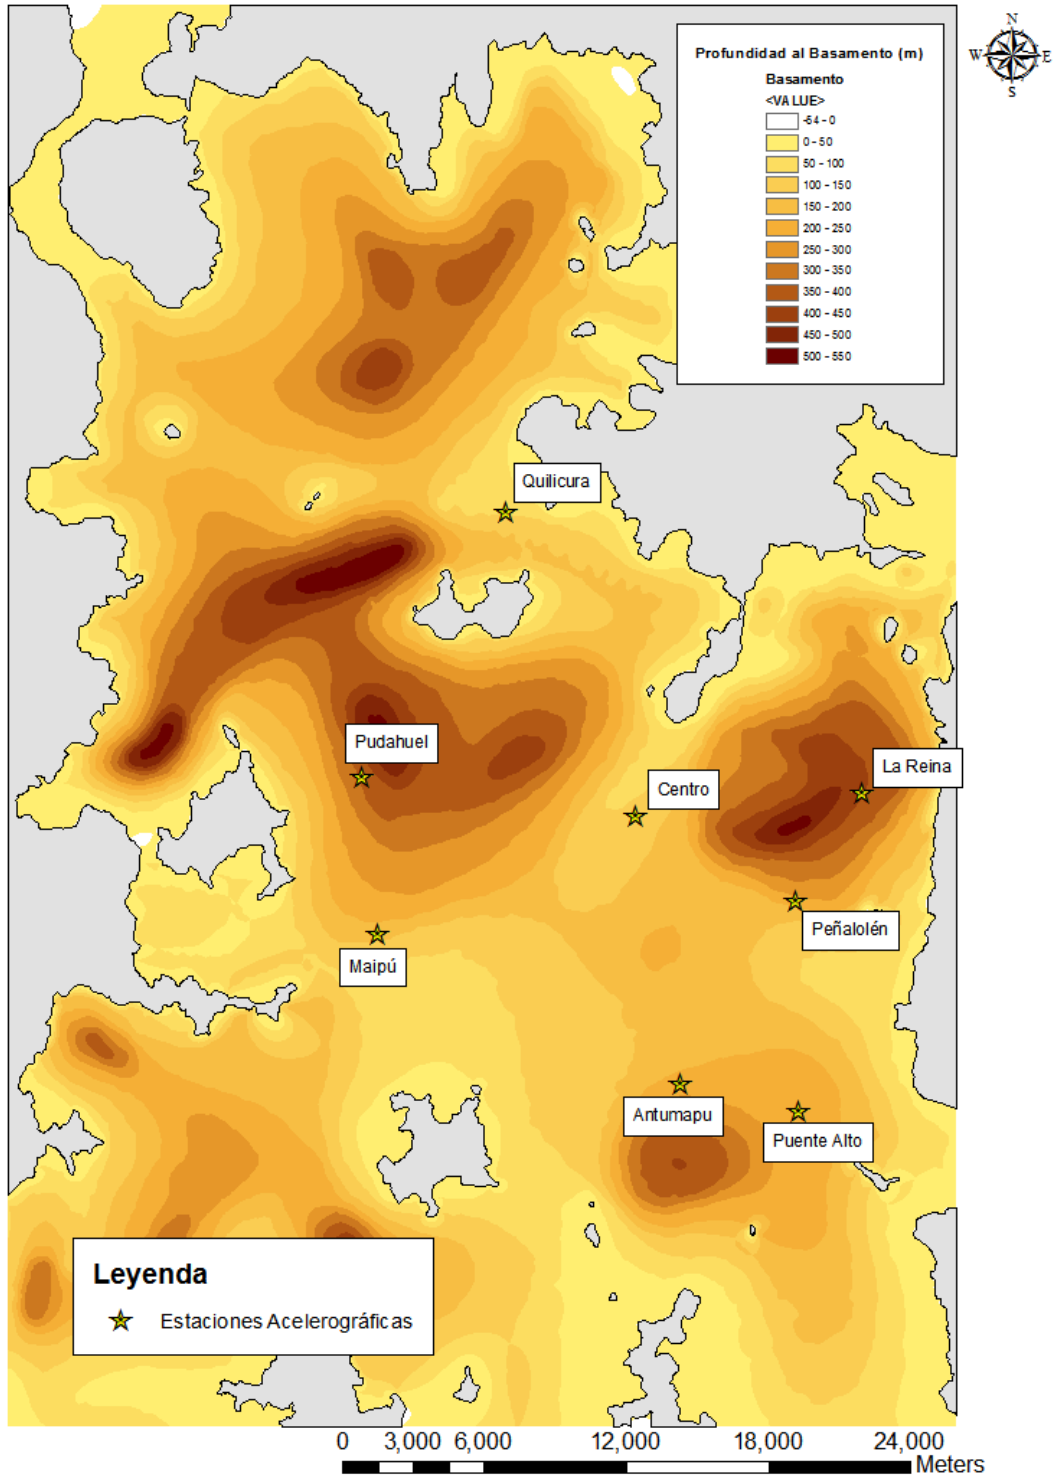 N
W E
S
Profundidad al Basamento (m)
Basamento
<VALUE>
-64 - 0
0 - 50
50 - 100
100 - 150
150 - 200
200 - 250
250 - 300
300 - 350
350 - 400
400 - 450
450 - 500
500 - 550
Quilicura
Pudahuel
La Reina
Centro
Peñalolén
Maipú
Antumapu
Puente Alto
Leyenda
Estaciones Acelerográficas
0 3,000 6,000 12,000 18,000 24,000
Meters